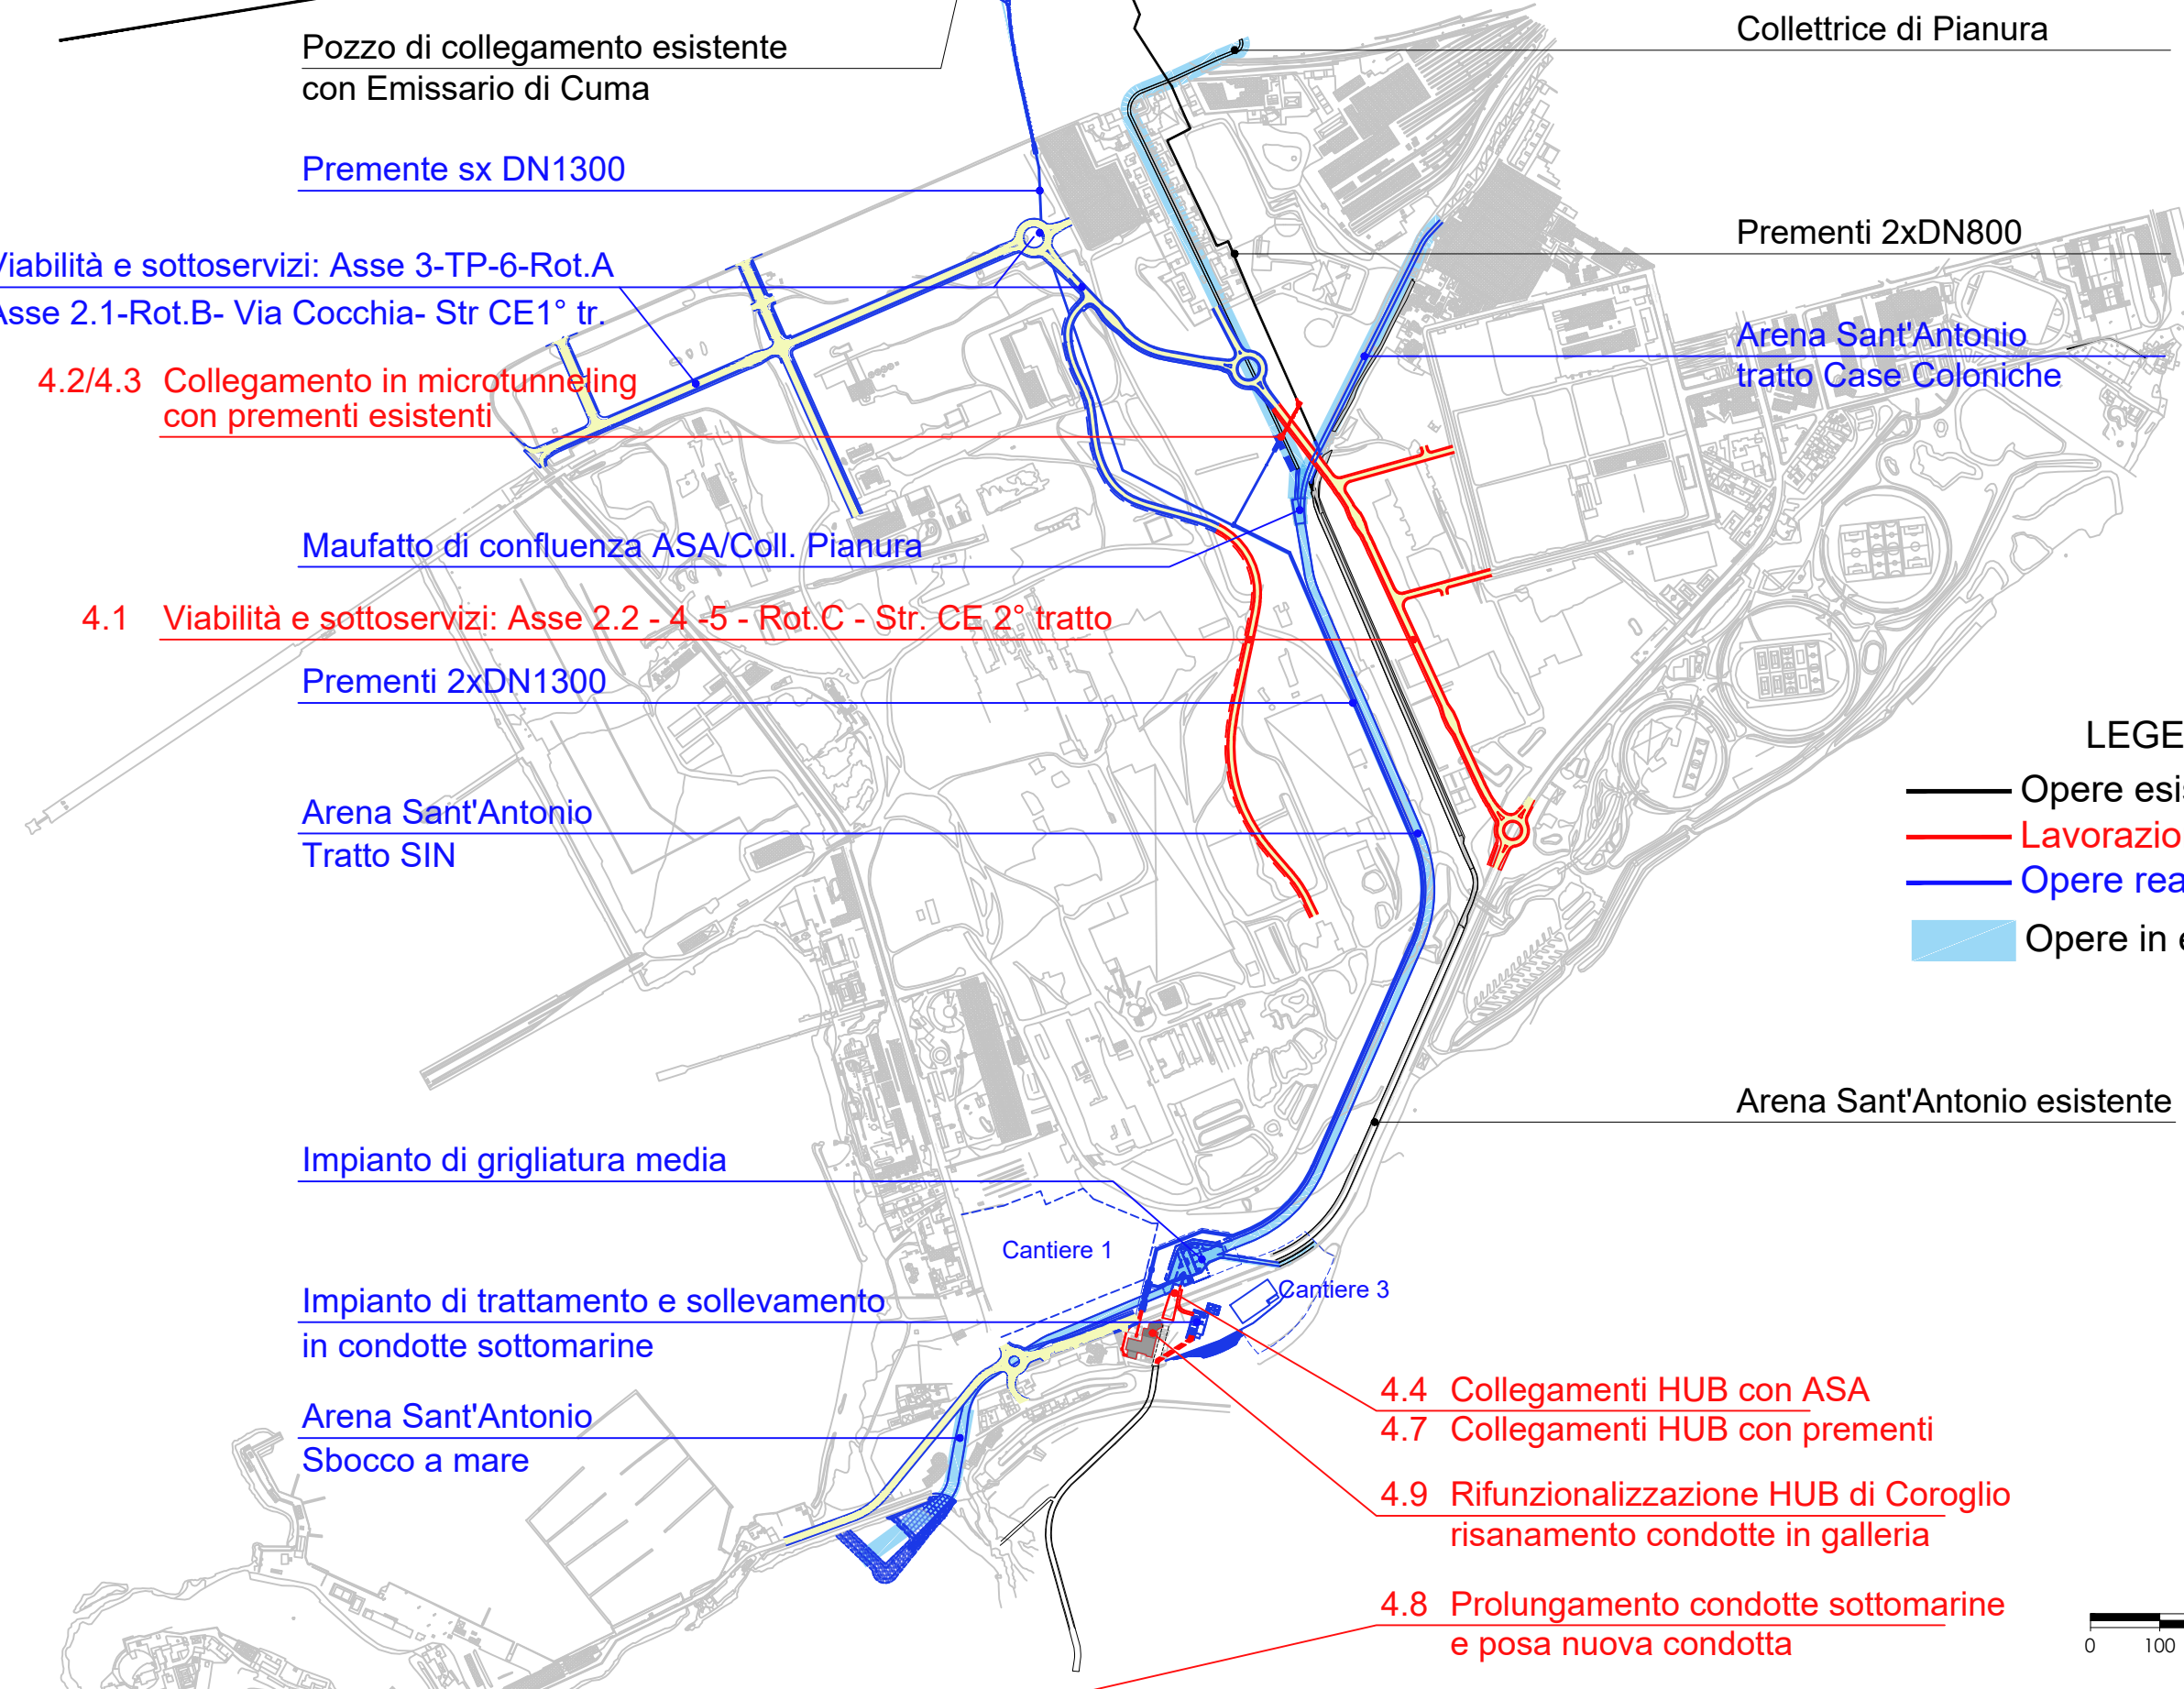 Pozzo di collegamento esistente
con Emissario di Cuma
Premente sx DN1300
Viabilità e sottoservizi: Asse 3-TP-6-Rot.A
Asse 2.1-Rot.B- Via Cocchia- Str CE1° tr.
4.2/4.3 Collegamento in microtunneling
con prementi esistenti
Maufatto di confluenza ASA/Coll. Pianura
4.1 Viabilità e sottoservizi: Asse 2.2 - 4 -5 - Rot.C - Str. CE 2° tratto
Prementi 2xDN1300
Arena Sant'Antonio
Tratto SIN
Impianto di grigliatura media
Cantiere 1
Cantiere 3
Impianto di trattamento e sollevamento
in condotte sottomarine
Arena Sant'Antonio
Sbocco a mare
Collettrice di Pianura
Prementi 2xDN800
Arena Sant'Antonio
tratto Case Coloniche
LEGE
Opere esi
Lavorazio
Opere rea
Opere in e
Arena Sant'Antonio esistente
4.4 Collegamenti HUB con ASA
4.7 Collegamenti HUB con prementi
4.9 Rifunzionalizzazione HUB di Coroglio
risanamento condotte in galleria
4.8 Prolungamento condotte sottomarine
e posa nuova condotta
0 100